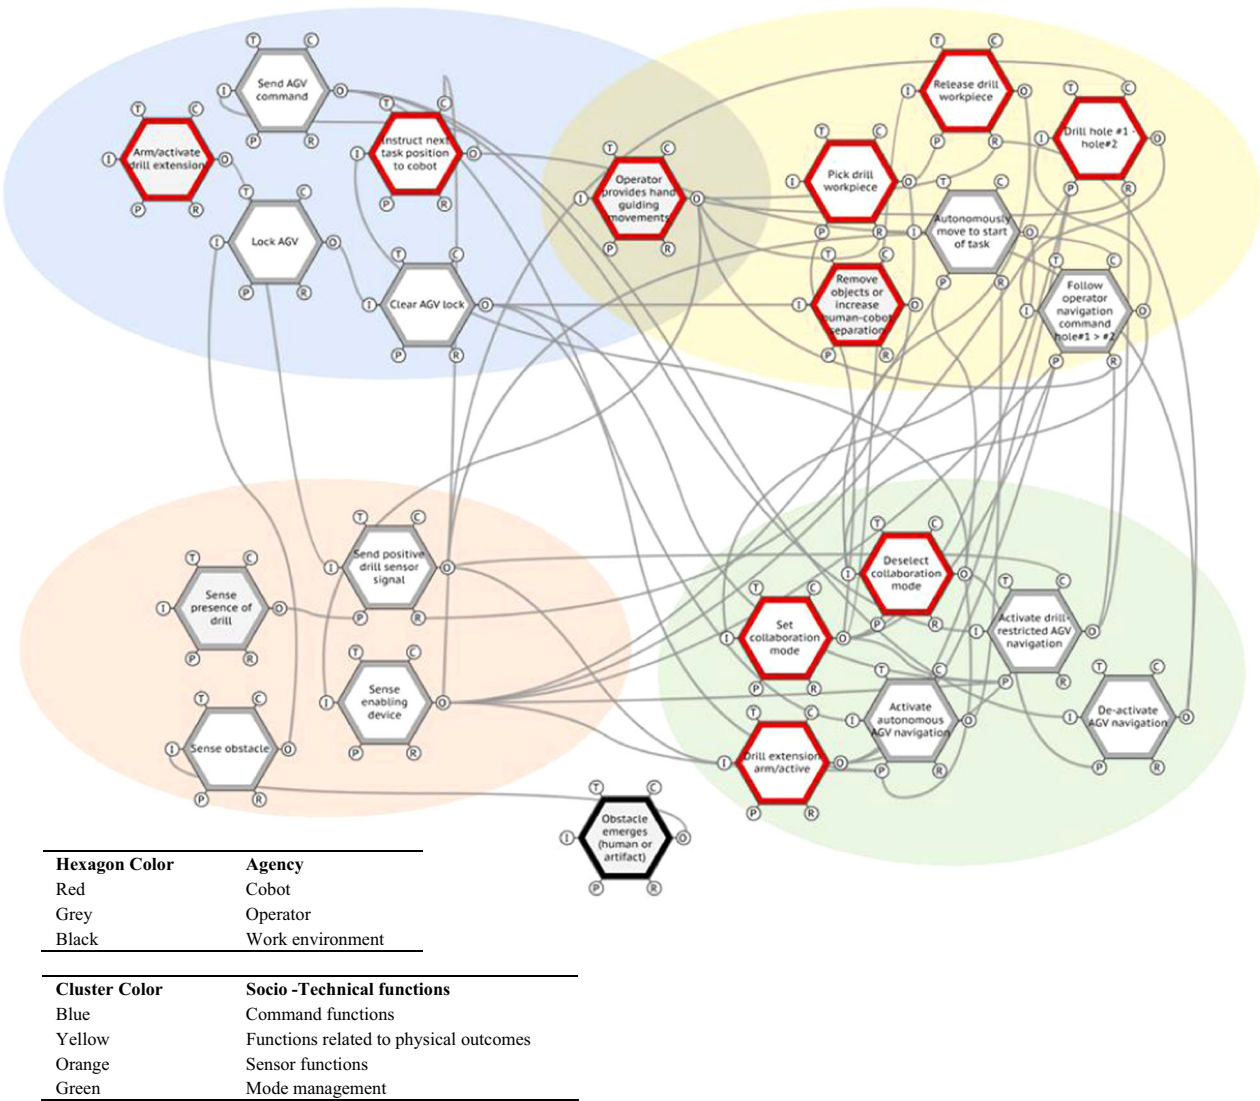 T C
Send AGV
command
I O
P R
T C
Instruct next
task position
to cobot
I O
P R
T C
Arm/activate
drill extension
I O
P R
T C
Lock AGV
I O
P R
T C
Clear AGV lock
I O
P R
T C
Operator
provides hand
guiding
movements
I O
P R
T C
Release drill
workpiece
I O
P R
T C
Drill hole #1 -
hole#2
I O
P R
T C
Pick drill
workpiece
I O
P R
T C
Autonomously
move to start
of task
I O
P R
T C
Remove
objects or
increase
human-cobot
separation
I O
P R
T C
Follow
operator
navigation
command
hole#1 > #2
I O
P R
T C
Send positive
drill sensor
signal
I O
P R
T C
Sense
presence of
drill
I O
P R
T C
Sense
enabling
device
I O
P R
T C
Sense obstacle
I O
P R
T C
Deselect
collaboration
mode
I O
P R
T C
Set
collaboration
mode
I O
P R
T C
Activate drill-
restricted AGV
navigation
I O
P R
T C
Activate
autonomous
AGV navigation
I O
P R
T C
De-activate
AGV navigation
I O
P R
T C
Drill extension
arm/active
I O
P R
T C
Obstacle
emerges
(human or
artifact)
I O
P R
Hexagon Color Agency
Red Cobot
Grey Operator
Black Work environment
Cluster Color Socio -Technical functions
Blue Command functions
Yellow Functions related to physical outcomes
Orange Sensor functions
Green Mode management